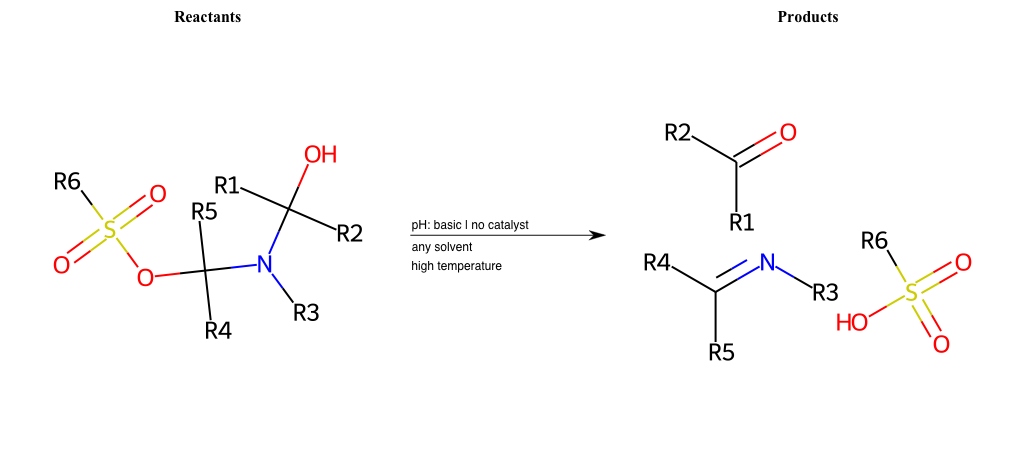 Reactants
Products
OH
R6
O
R1
R5
R2
S
O
O
N
R3
R4
pH: basic | no catalyst
any solvent
high temperature
R2
O
R1
R4
N
R3
R5
R6
O
S
HO
O